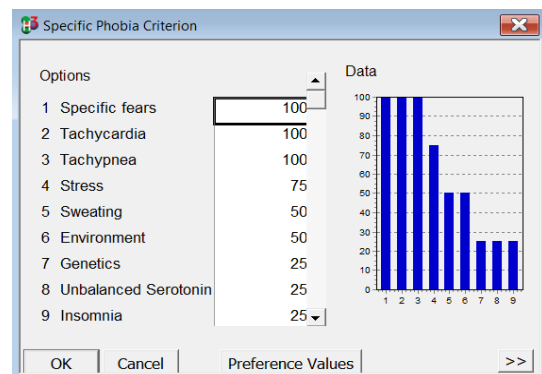 Specific Phobia Criterion
Options
1 Specific fears 100
2 Tachycardia 100
3 Tachypnea 100
4 Stress 75
5 Sweating 50
6 Environment 50
7 Genetics 25
8 Unbalanced Serotonin 25
9 Insomnia 25
Data
100
90
80
70
60
50
40
30
20
10
0
1 2 3 4 5 6 7 8 9
OK Cancel Preference Values >>